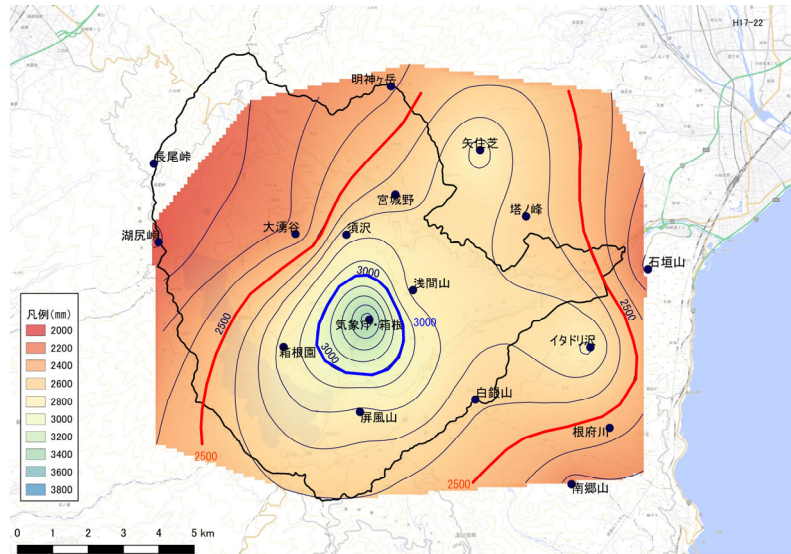 H17-22
明神ヶ岳
矢佐芝
長尾峠
宮城野
塔ノ峰
大湧谷
須沢
湖尻峠
石垣山
3000
浅間山
2500
2500
凡例(mm)
2000
2200
2400
2600
2800
3000
3200
3400
3600
3800
気象庁・箱根
3000
箱根園
3000
イタドリ沢
白銀山
屏風山
根府川
2500
2500
南郷山
0 1 2 3 4 5 km